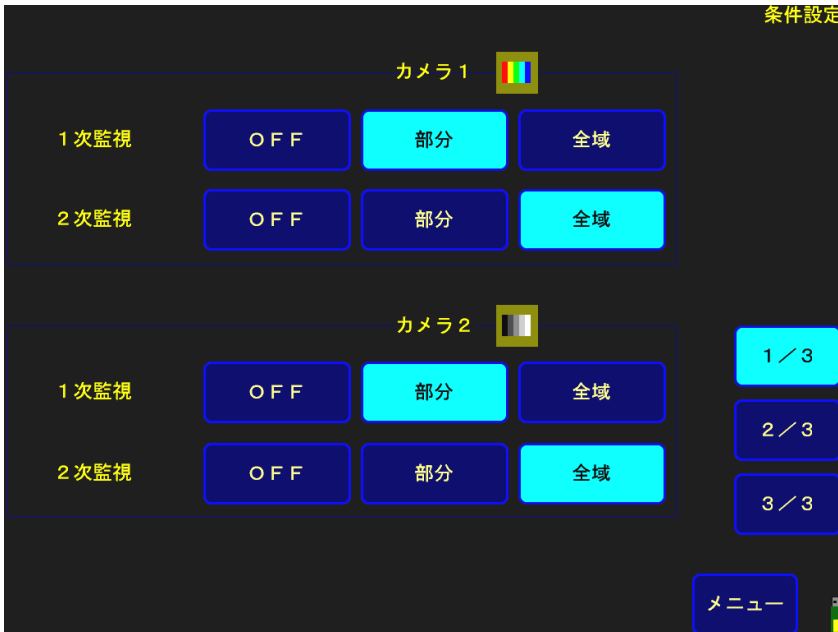 条件設定
カメラ１
１次監視 ＯＦＦ 部分 全域
２次監視 ＯＦＦ 部分 全域
カメラ２
１／３
１次監視 ＯＦＦ 部分 全域
２／３
２次監視 ＯＦＦ 部分 全域
３／３
メニュー